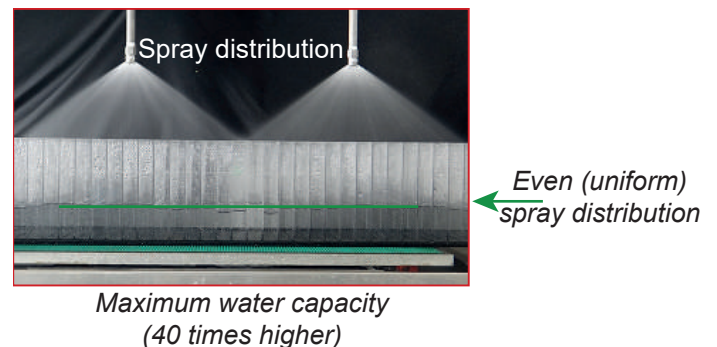 Spray distribution
Even (uniform)
spray distribution
Maximum water capacity
(40 times higher)